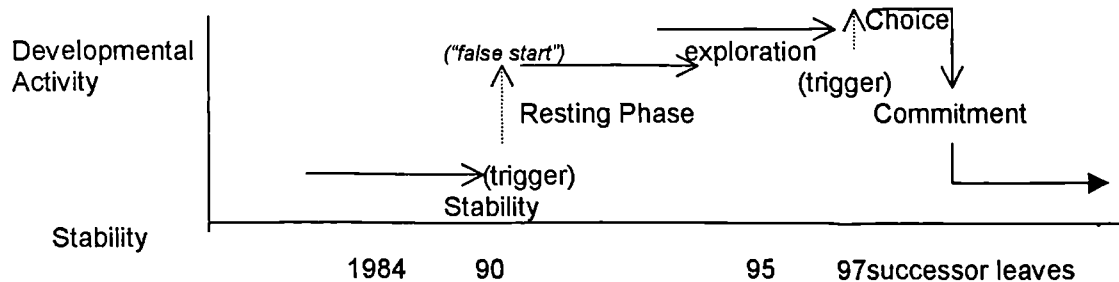 Developmental
Activity
("false start")
exploration
Choice
(trigger)
Resting Phase
Commitment
(trigger)
Stability
Stability
1984 90 95 97successor leaves